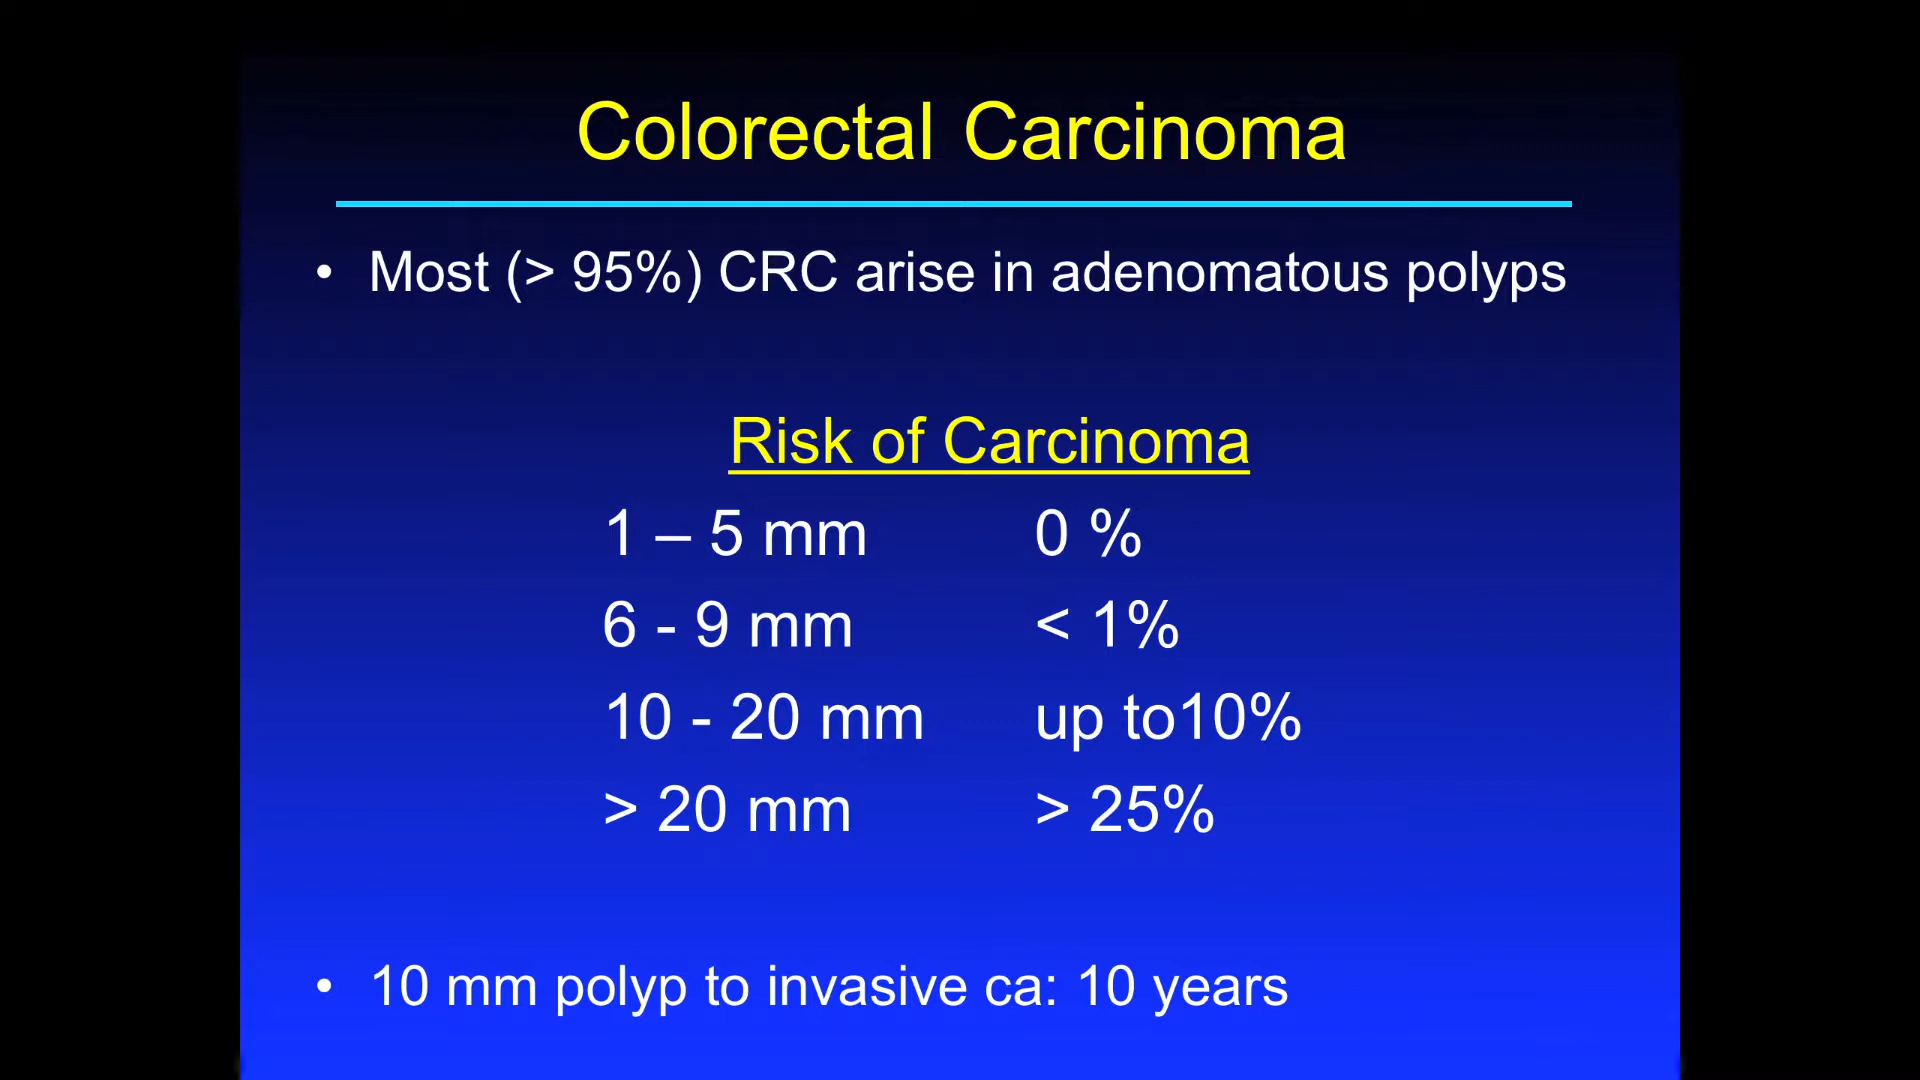 Colorectal Carcinoma
• Most (> 95%) CRC arise in adenomatous polyps
Risk of Carcinoma
1 – 5 mm 0 %
6 - 9 mm < 1%
10 - 20 mm up to10%
> 20 mm > 25%
• 10 mm polyp to invasive ca: 10 years